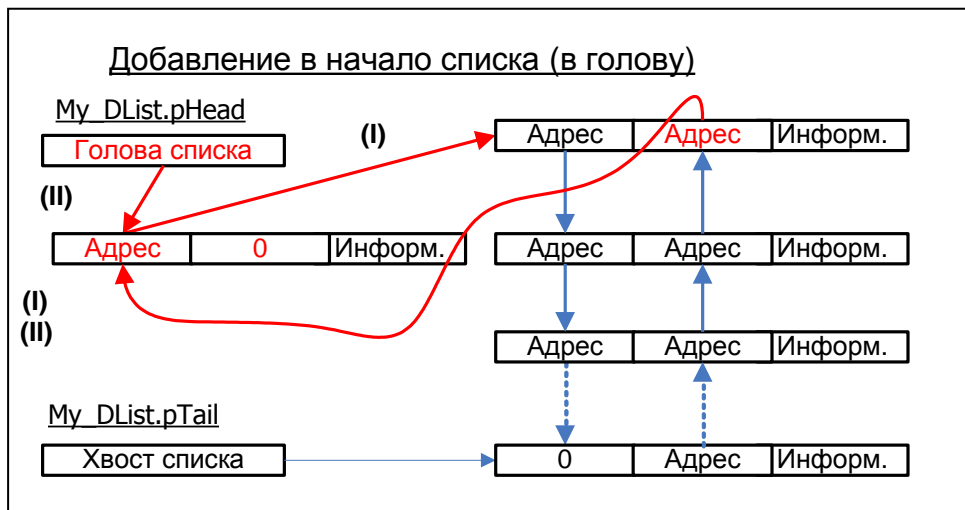 Добавление в начало списка (в голову)
My_DList.pHead
Голова списка
(I)
Адрес Адрес Информ.
(II)
Адрес 0 Информ.
Адрес Адрес Информ.
(I)
(II)
Адрес Адрес Информ.
My_DList.pTail
Хвост списка
0 Адрес Информ.